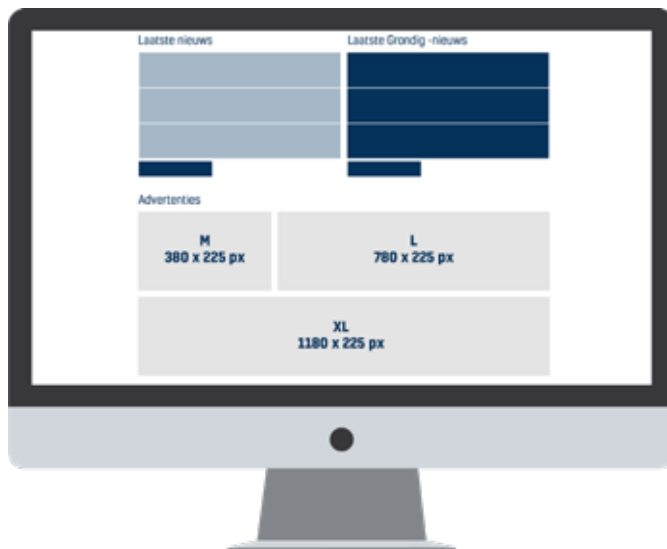 Laatste nieuws
Laatste Grondig -nieuws
Advertenties
M
380 x 225 px
L
780 x 225 px
XL
1180 x 225 px